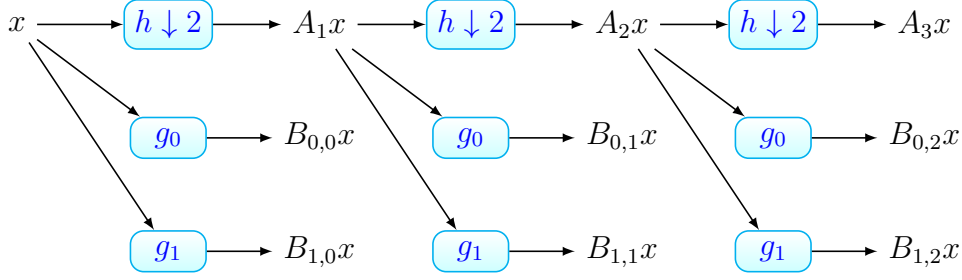 x h ↓ 2 A₁x h ↓ 2 A₂x h ↓ 2 A₃x
g₀ B₀,₀x g₀ B₀,₁x g₀ B₀,₂x
g₁ B₁,₀x g₁ B₁,₁x g₁ B₁,₂x